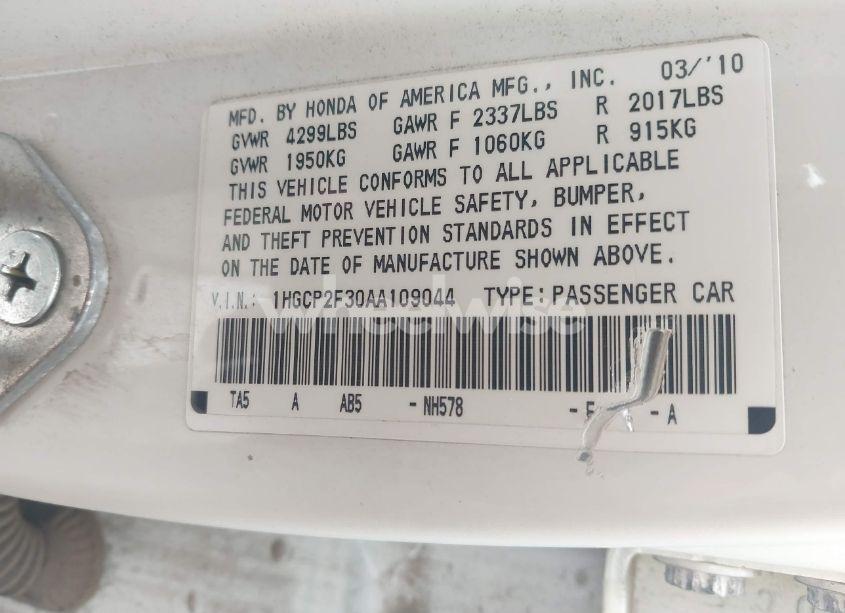 MFD. BY HONDA OF AMERICA MFG., INC. 03/'10
GVWR 4299LBS GAWR F 2337LBS R 2017LBS
GVWR 1950KG GAWR F 1060KG R 915KG
THIS VEHICLE CONFORMS TO ALL APPLICABLE
FEDERAL MOTOR VEHICLE SAFETY, BUMPER,
AND THEFT PREVENTION STANDARDS IN EFFECT
ON THE DATE OF MANUFACTURE SHOWN ABOVE.
V.I.N.: 1HGCP2F30AA109044 TYPE: PASSENGER CAR
wheelwise
TA5 A AB5 - NH578 - - A